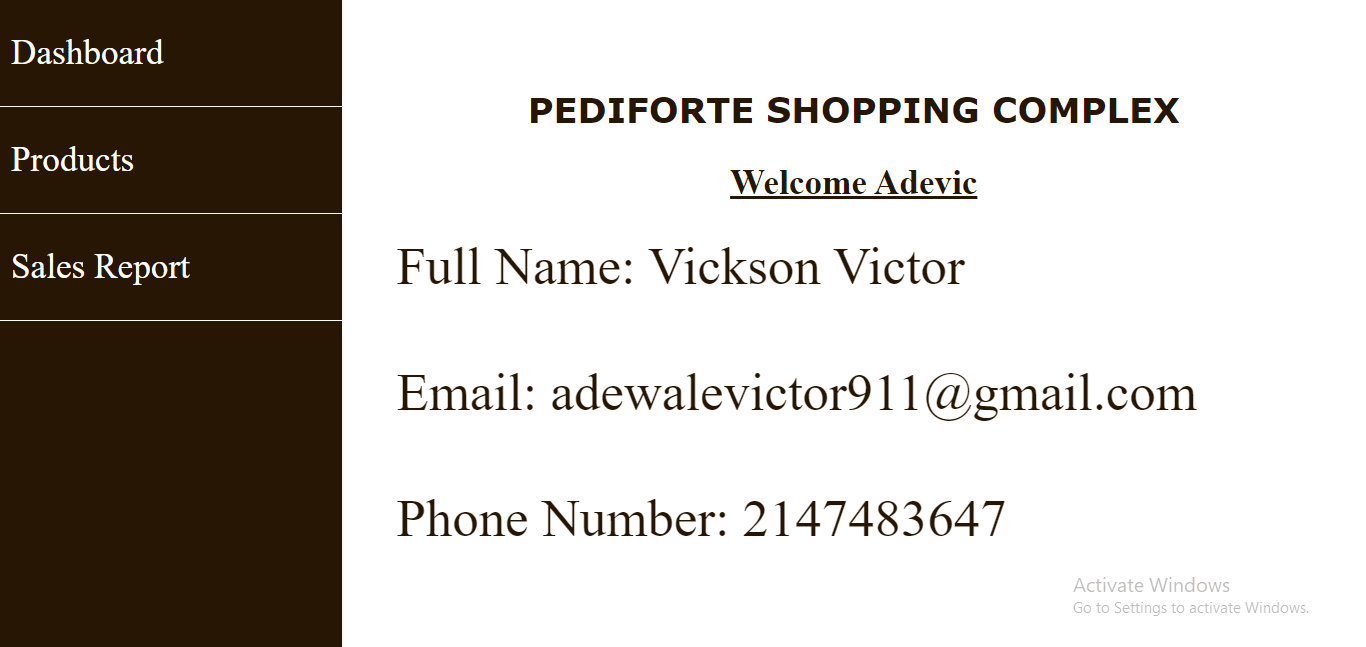 Dashboard
Products
Sales Report
PEDIFORTE SHOPPING COMPLEX
Welcome Adevic
Full Name: Vickson Victor
Email: adewalevictor911@gmail.com
Phone Number: 2147483647
Activate Windows
Go to Settings to activate Windows.